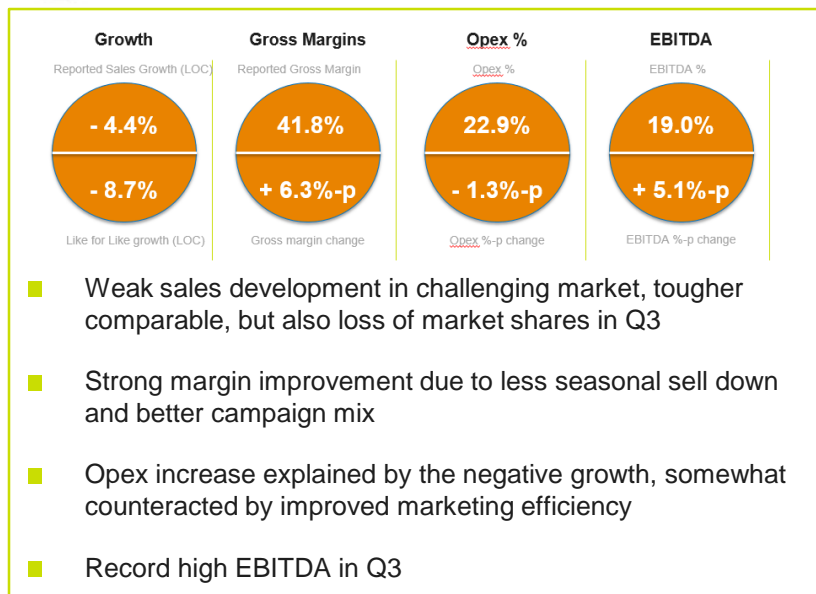 Growth Gross Margins Opex % EBITDA
Reported Sales Growth (LOC) Reported Gross Margin Opex % EBITDA %
- 4.4% 41.8% 22.9% 19.0%
- 8.7% + 6.3%-p - 1.3%-p + 5.1%-p
Like for Like growth (LOC) Gross margin change Opex %-p change EBITDA %-p change
Weak sales development in challenging market, tougher
comparable, but also loss of market shares in Q3
Strong margin improvement due to less seasonal sell down
and better campaign mix
Opex increase explained by the negative growth, somewhat
counteracted by improved marketing efficiency
Record high EBITDA in Q3